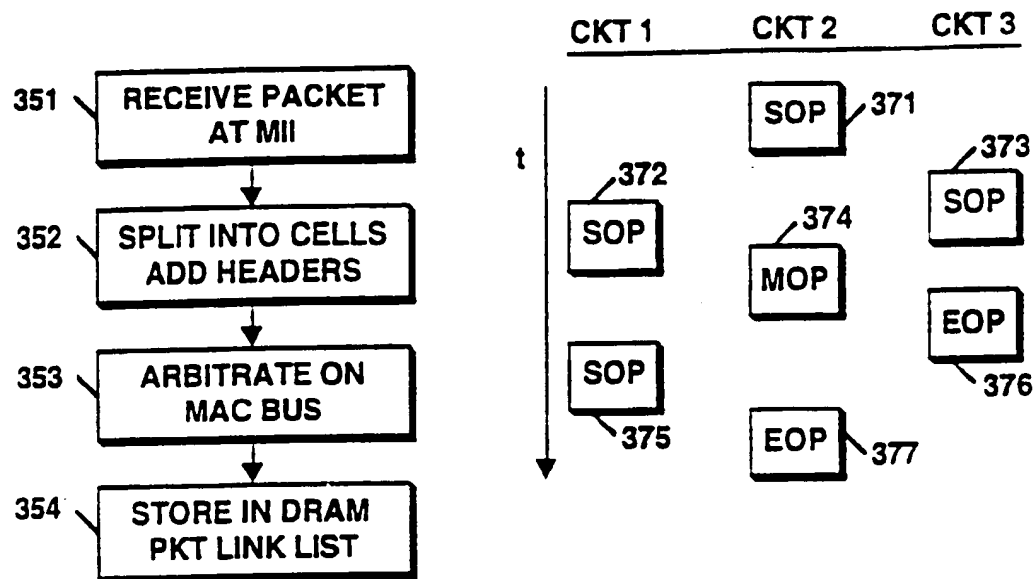 351
RECEIVE PACKET
AT MII
352
SPLIT INTO CELLS
ADD HEADERS
353
ARBITRATE ON
MAC BUS
354
STORE IN DRAM
PKT LINK LIST
CKT 1 CKT 2 CKT 3
t
SOP 371
372
SOP
373
SOP
374
MOP
SOP
375
EOP
376
EOP 377